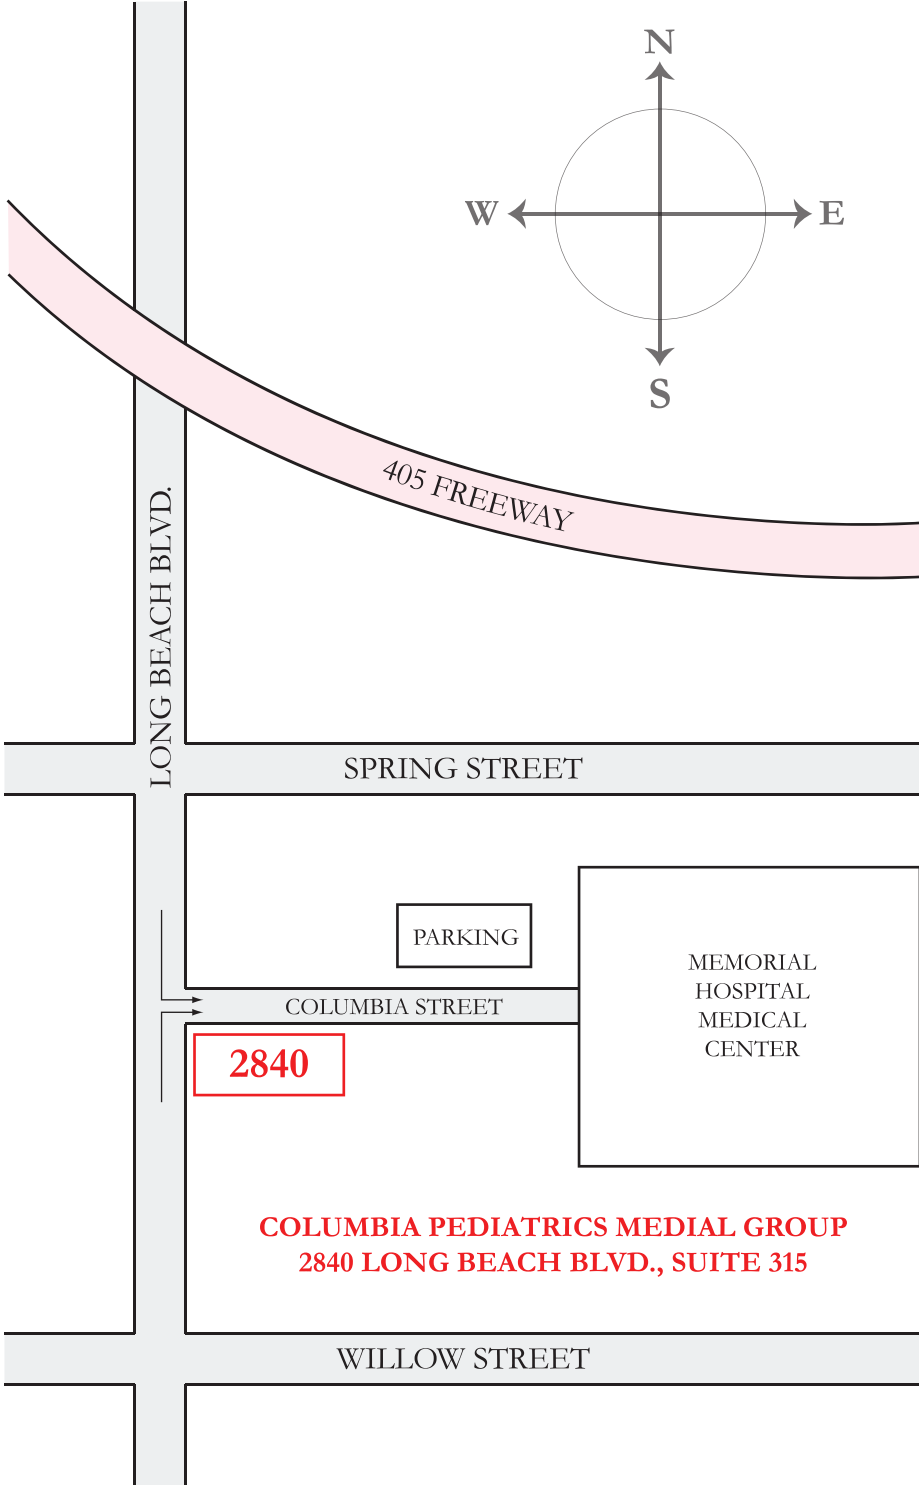 N
W
E
S
405 FREEWAY
LONG BEACH BLVD.
SPRING STREET
PARKING
MEMORIAL
HOSPITAL
MEDICAL
CENTER
COLUMBIA STREET
2840
COLUMBIA PEDIATRICS MEDIAL GROUP
2840 LONG BEACH BLVD., SUITE 315
WILLOW STREET